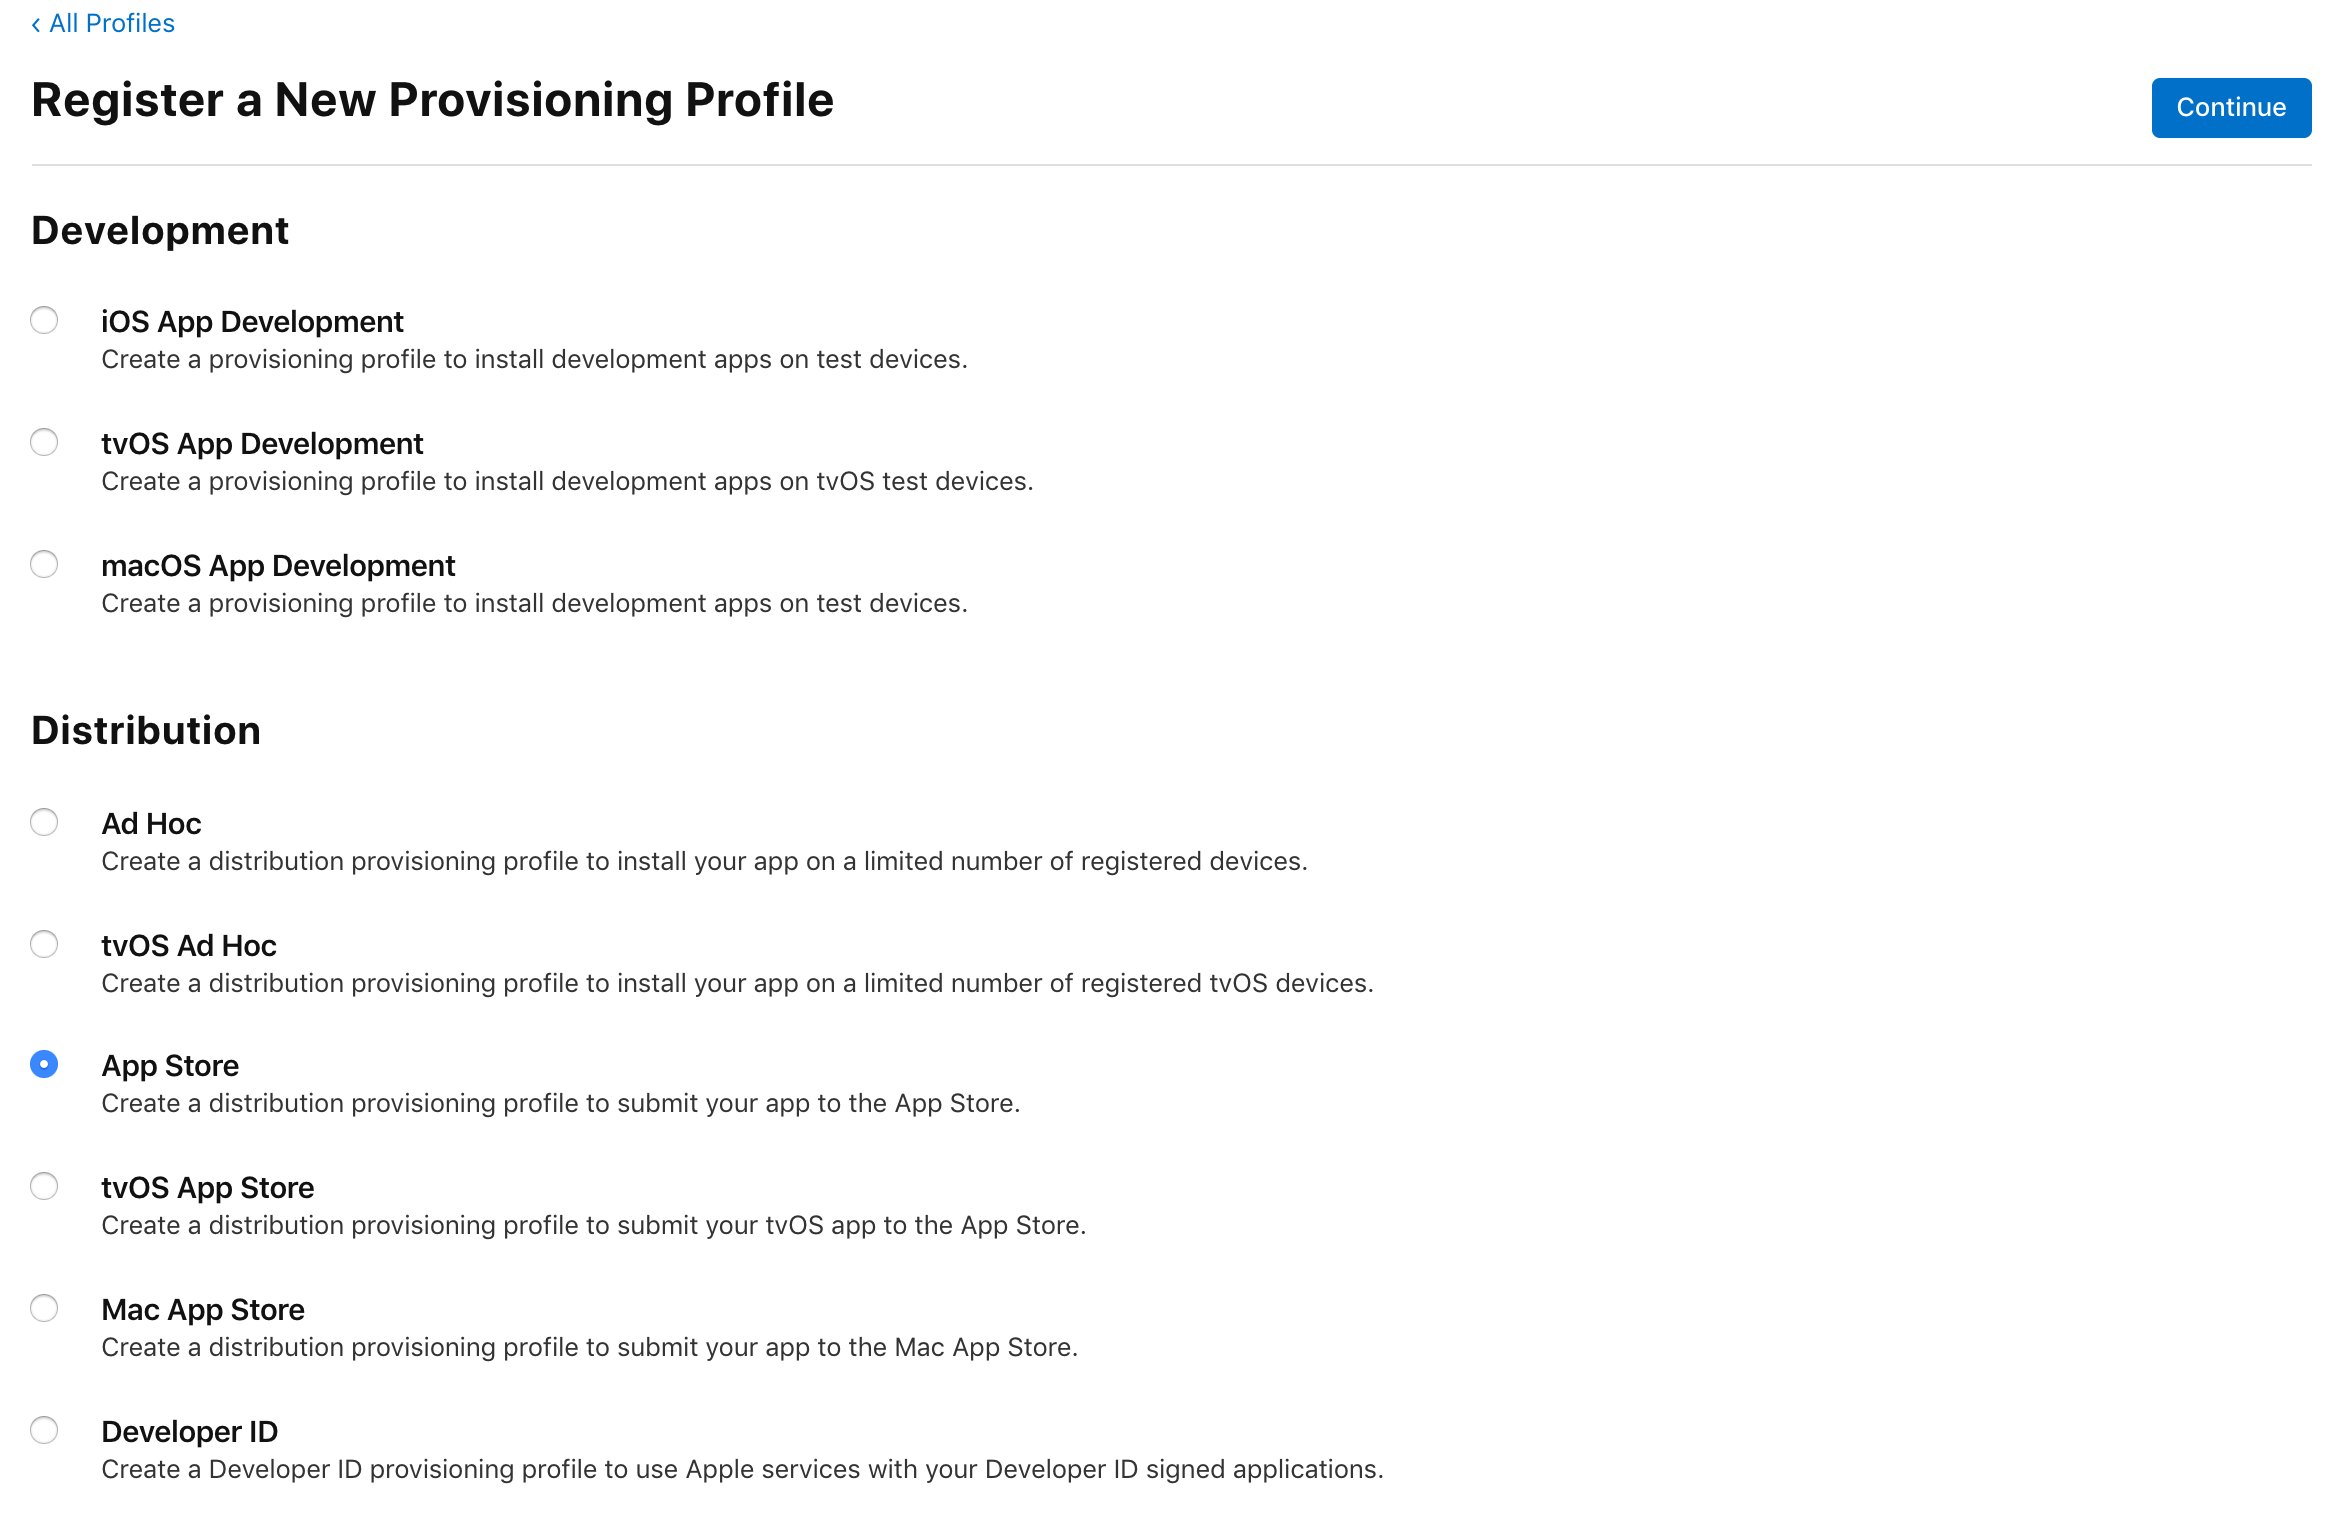 ‹ All Profiles
Register a New Provisioning Profile
Continue
Development
iOS App Development
Create a provisioning profile to install development apps on test devices.
tvOS App Development
Create a provisioning profile to install development apps on tvOS test devices.
macOS App Development
Create a provisioning profile to install development apps on test devices.
Distribution
Ad Hoc
Create a distribution provisioning profile to install your app on a limited number of registered devices.
tvOS Ad Hoc
Create a distribution provisioning profile to install your app on a limited number of registered tvOS devices.
App Store
Create a distribution provisioning profile to submit your app to the App Store.
tvOS App Store
Create a distribution provisioning profile to submit your tvOS app to the App Store.
Mac App Store
Create a distribution provisioning profile to submit your app to the Mac App Store.
Developer ID
Create a Developer ID provisioning profile to use Apple services with your Developer ID signed applications.